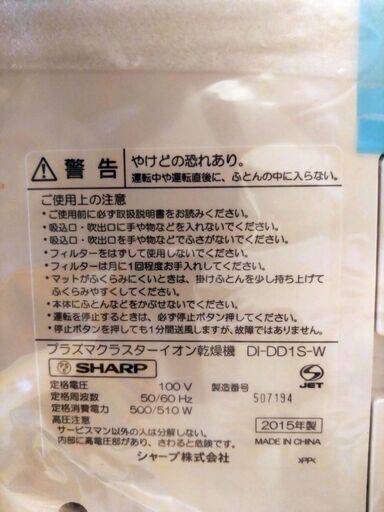 ⚠警告 やけどの恐れあり。
運転中や運転直後に、ふとんの中に入らない。
ご使用上の注意
・ご使用前に必ず取扱説明書をお読みください。
・吸込口・吹出口に手や物などを入れないでください。
・吸込口・吹出口を手や物などでふさがないでください。
・フィルターをはずして使用しないでください。
・フィルターは月に1回程度お手入れしてください。
・マットがふくらみにくいときは、掛けふとんを少し持ち上げて
ふくらみやすくしてください。
・本体にふとんなどをかぶせないでください。
・運転を停止するときは、必ず停止ボタンを押してください。
・停止ボタンを押しても1分間送風しますが、故障ではありません。
プラズマクラスターイオン乾燥機 DI-DD1S-W
SHARP
定格電圧 100 V
定格周波数 50/60 Hz
定格消費電力 500/510 W
製造番号
507194
JET
高圧注意
サービスマン以外の人は分解しない。
内部に高電圧部があり、さわると危険です。
2015年製
MADE IN CHINA
シャープ株式会社
>PP<